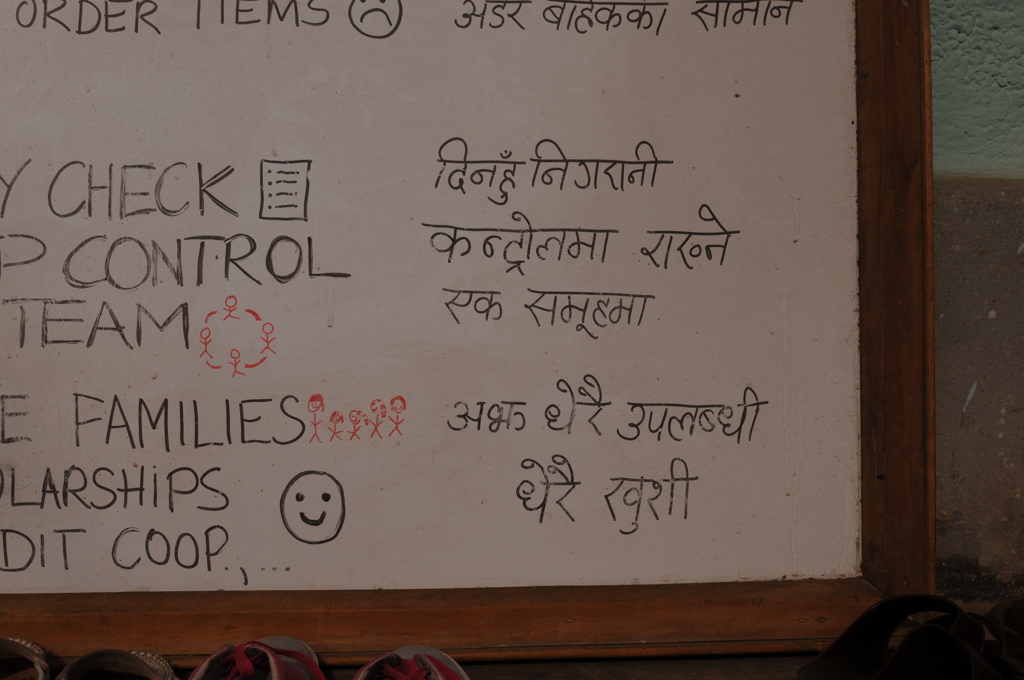 ORDER ITEMS अडर बाहेकका सामान
Y CHECK दिनहुँ निगरानी
P CONTROL कन्ट्रोलमा राख्ने
TEAM एक समूहमा
E FAMILIES अझ धेरै उपलब्धी
LARSHIPS धेरै खुशी
DIT COOP., ...